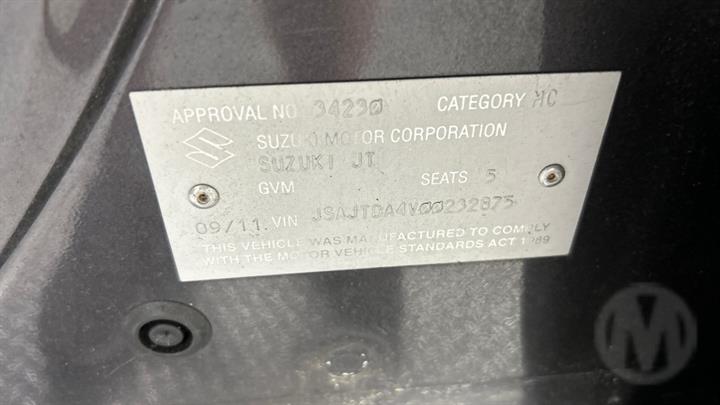 APPROVAL NO 34230 CATEGORY MC
SUZUKI MOTOR CORPORATION
SUZUKI JT
GVM SEATS 5
09/11 VIN JSAJTDA4V00232875
THIS VEHICLE WAS MANUFACTURED TO COMPLY
WITH THE MOTOR VEHICLE STANDARDS ACT 1989
M